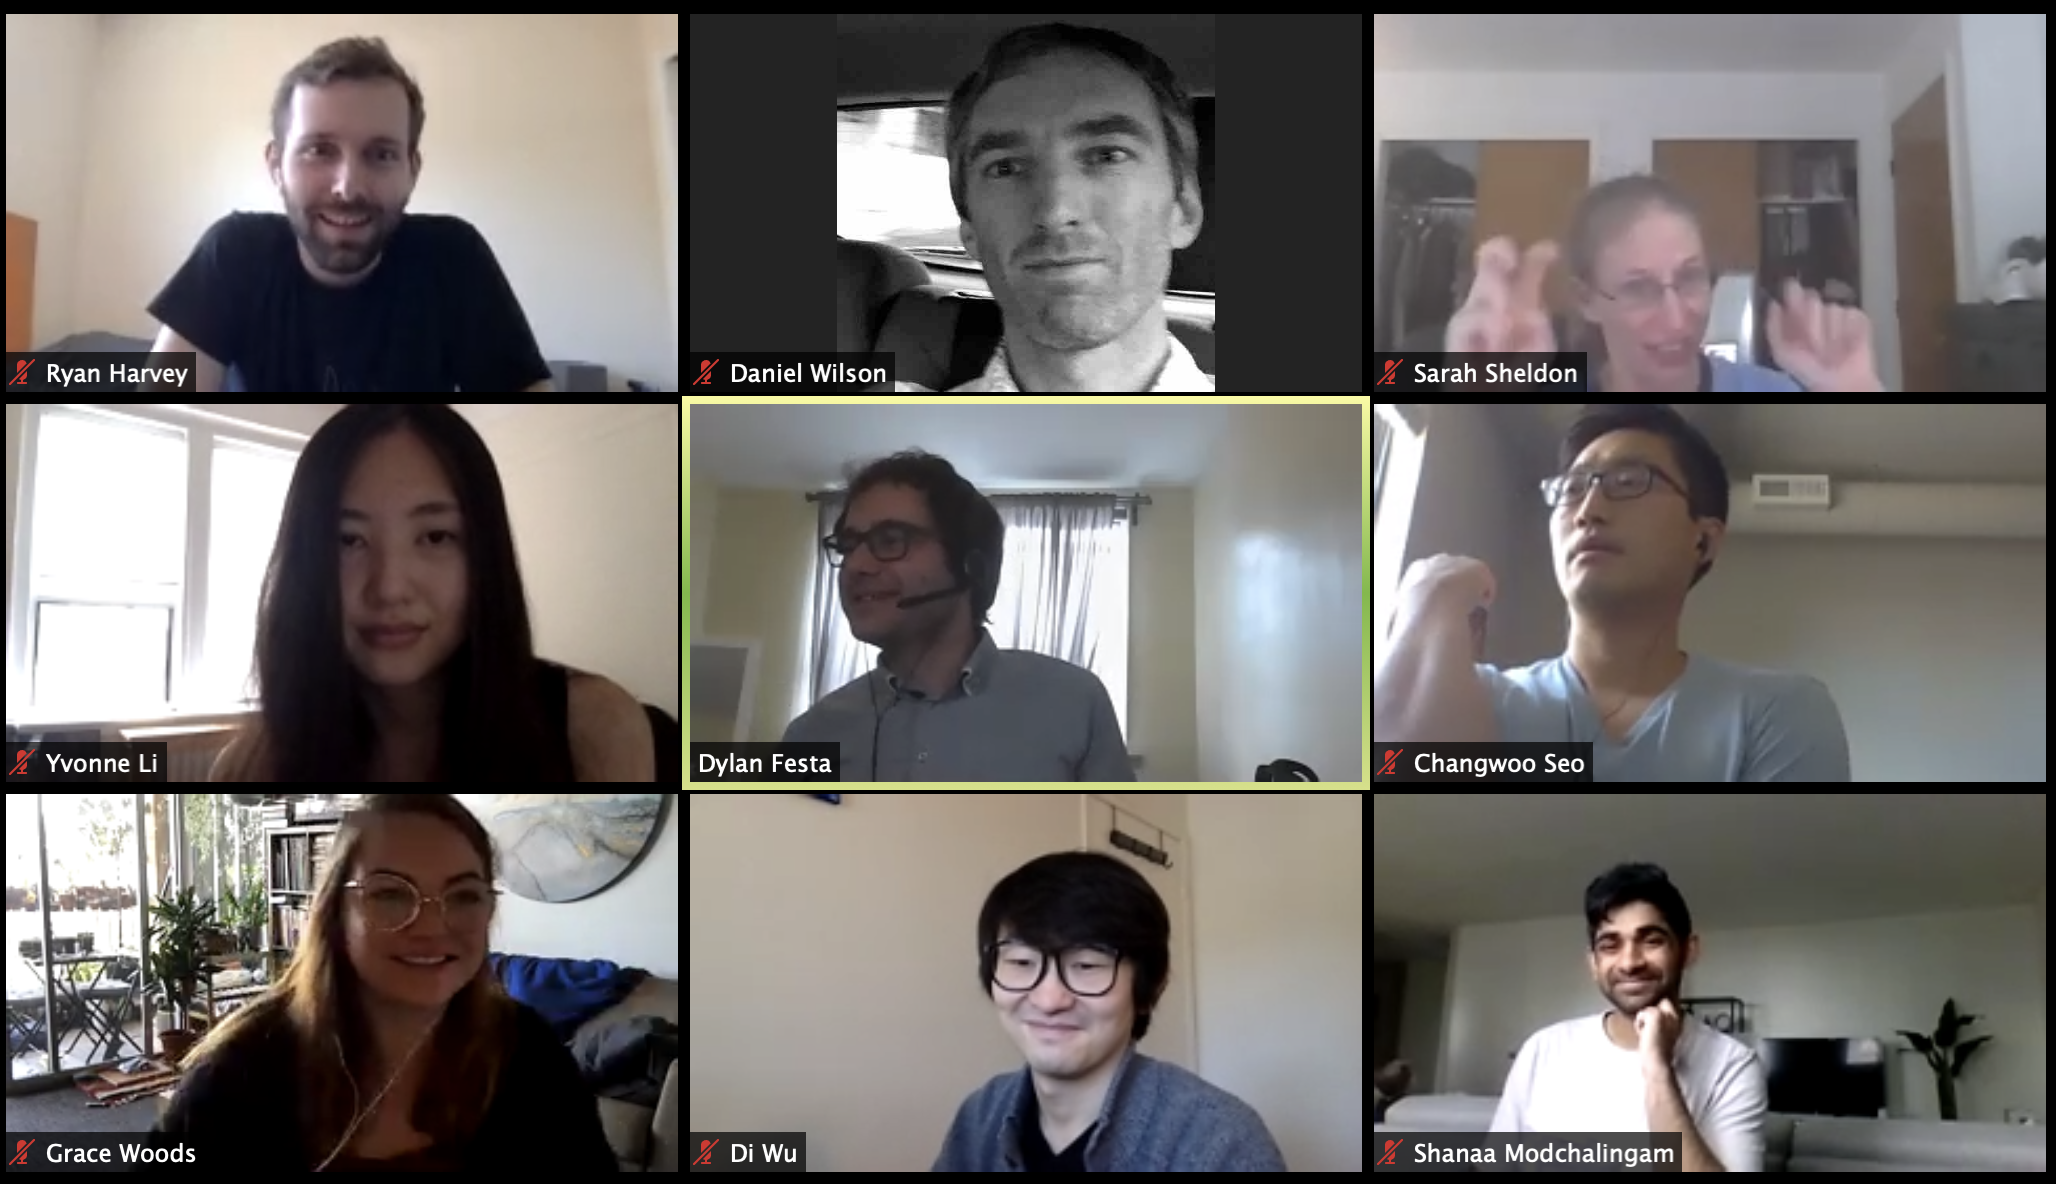 Ryan Harvey
Daniel Wilson
Sarah Sheldon
Yvonne Li
Dylan Festa
Changwoo Seo
Grace Woods
Di Wu
Shanaa Modchalingam